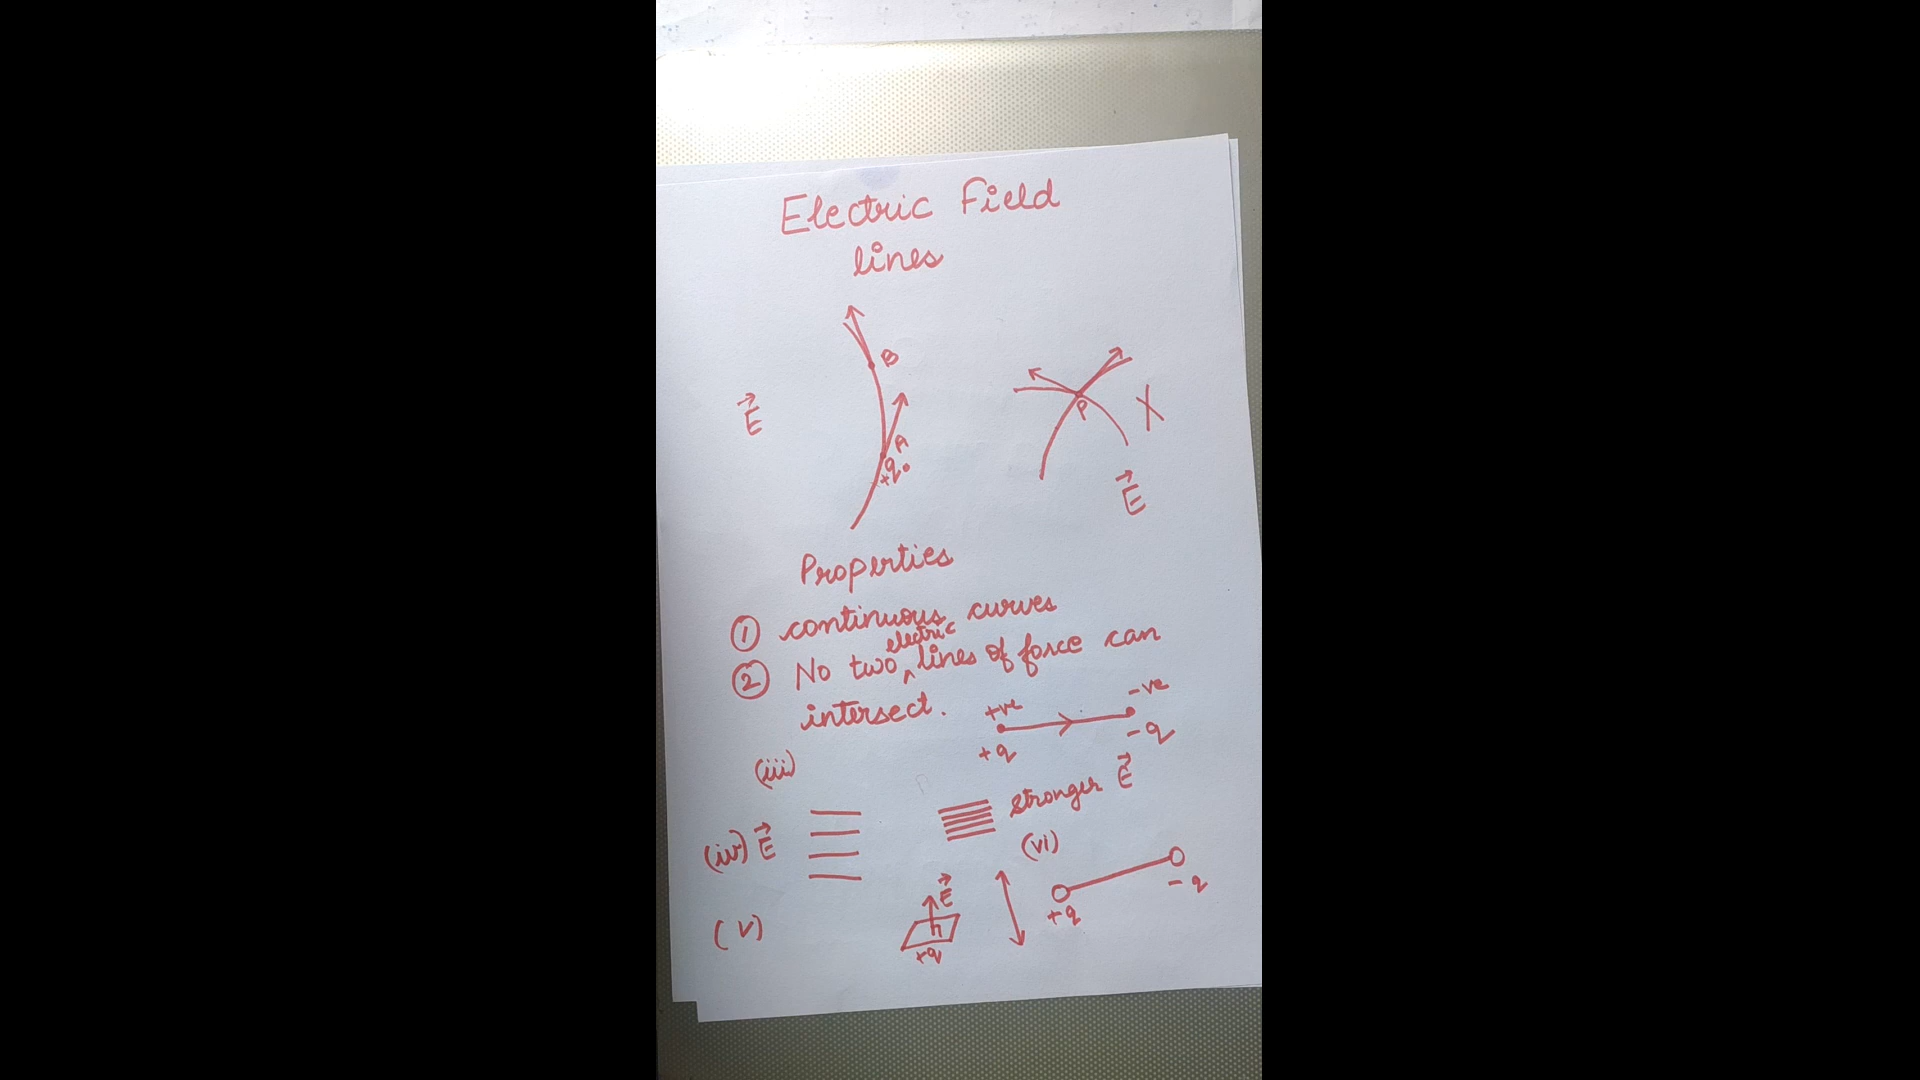 Electric Field
lines
B
E
A
+q°
P
X
E
Properties
① continuous curves
② No two electric lines of force can
intersect.
+ve
-ve
+q
-q
(iii)
(iv) E
stronger E
(v)
E
+q
(vi)
+q
-q